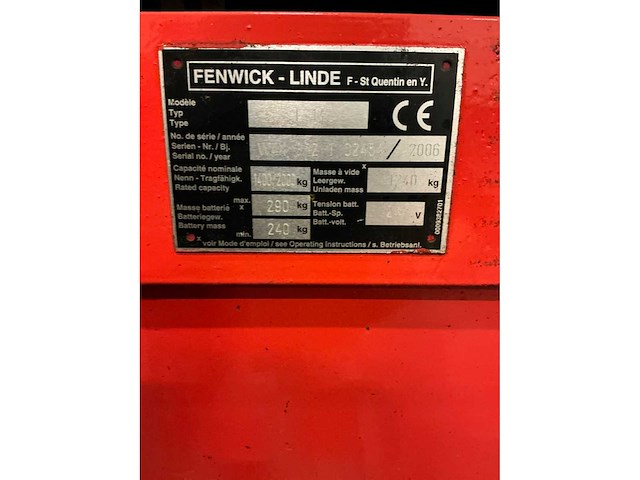 FENWICK - LINDE F - St Quentin en Y.
Modèle
Typ
Type
CE
No. de série / année
Serien - Nr. / Bj.
Serial no. / year
/ 2006
Capacité nominale
Nenn - Tragfähigk.
Rated capacity
1400-2000 kg
Masse à vide
Leergew.
Unladen mass
kg
x
Masse batterie
Batteriegew.
Battery mass
max.
x
min.
290 kg
240 kg
Tension batt.
Batt.-Sp.
Batt.-volt.
V
0009382701
x voir Mode d'emploi / see Operating Instructions / s. Betriebsanl.